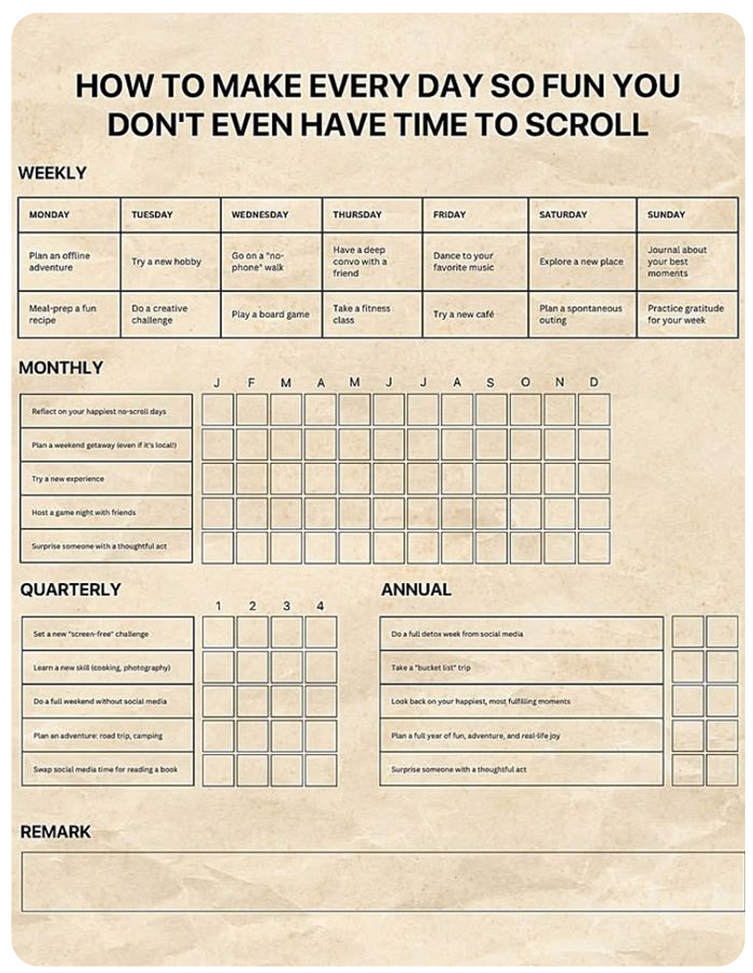 HOW TO MAKE EVERY DAY SO FUN YOU
DON'T EVEN HAVE TIME TO SCROLL
WEEKLY
MONDAY TUESDAY WEDNESDAY THURSDAY FRIDAY SATURDAY SUNDAY
Plan an offline
adventure
Try a new hobby
Go on a "no-
phone" walk
Have a deep
convo with a
friend
Dance to your
favorite music
Explore a new place
Journal about
your best
moments
Meal-prep a fun
recipe
Do a creative
challenge
Play a board game
Take a fitness
class
Try a new café
Plan a spontaneous
outing
Practice gratitude
for your week
MONTHLY
J F M A M J J A S O N D
Reflect on your happiest no-scroll days
Plan a weekend getaway (even if it's local!)
Try a new experience
Host a game night with friends
Surprise someone with a thoughtful act
QUARTERLY
1 2 3 4
Set a new "screen-free" challenge
Learn a new skill (cooking, photography)
Do a full weekend without social media
Plan an adventure: road trip, camping
Swap social media time for reading a book
ANNUAL
Do a full detox week from social media
Take a "bucket list" trip
Look back on your happiest, most fulfilling moments
Plan a full year of fun, adventure, and real-life joy
Surprise someone with a thoughtful act
REMARK